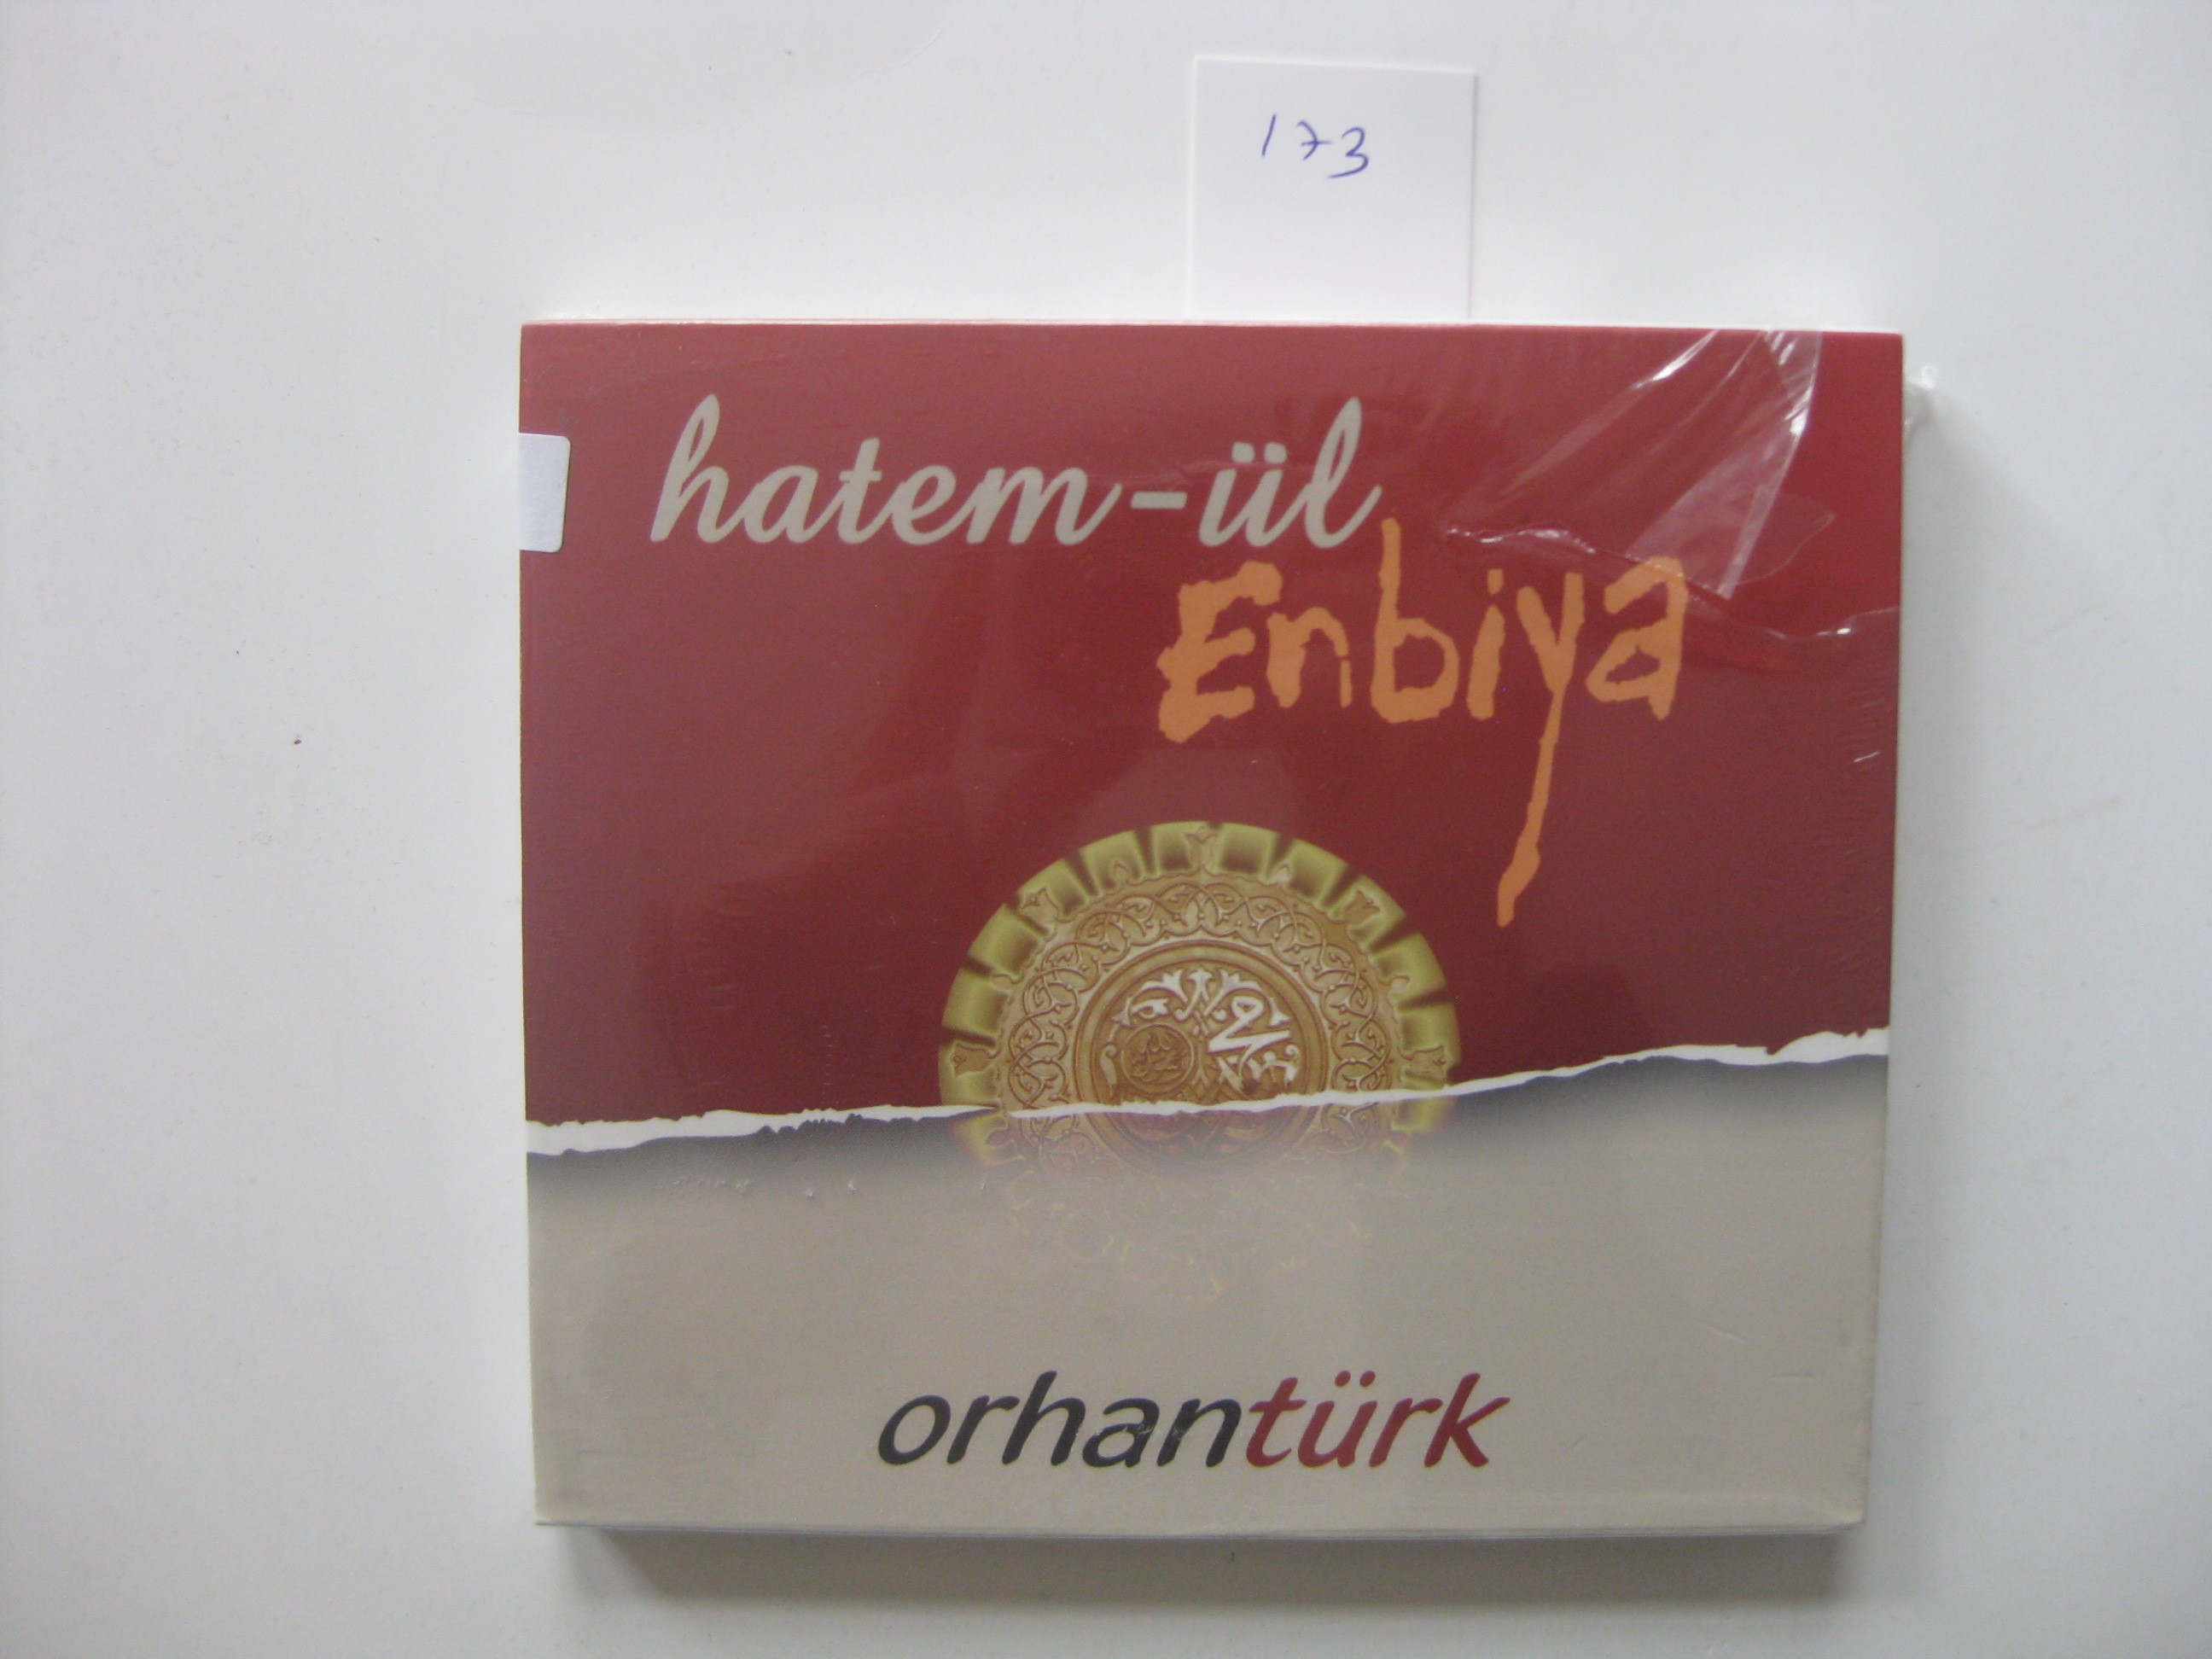 173
hatem-ül
Enbiya
orhantürk